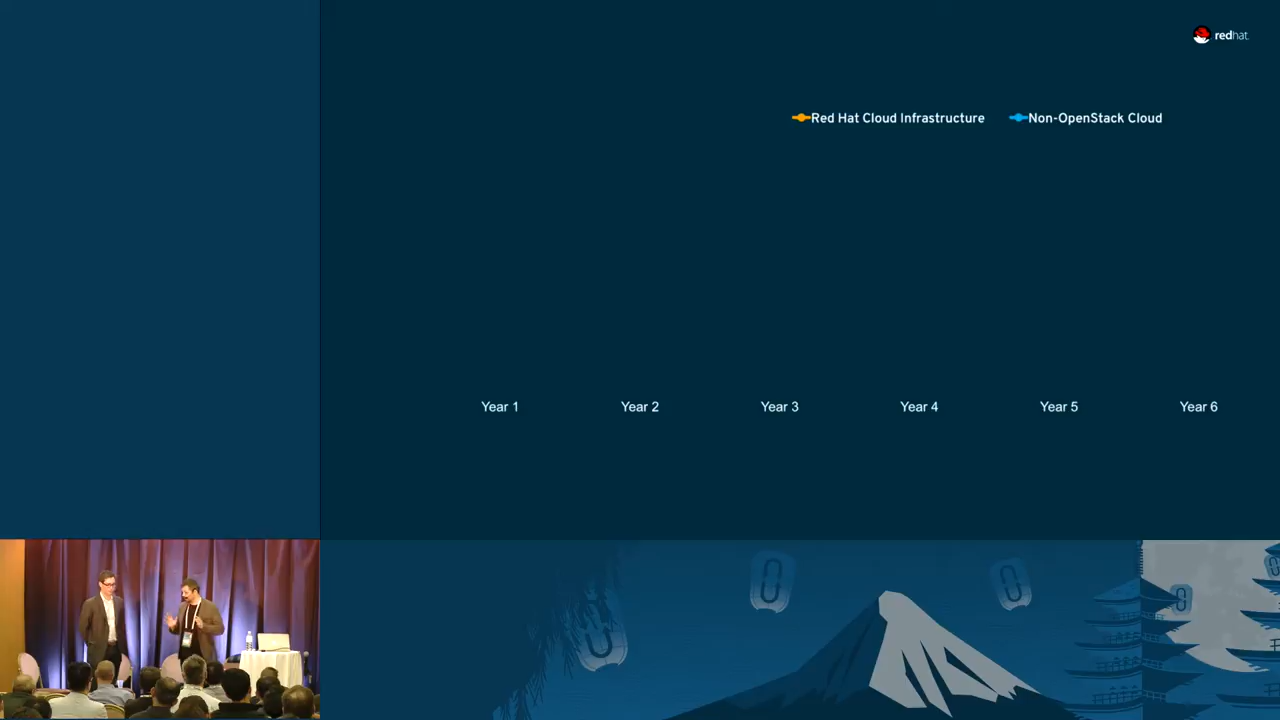 redhat.
Red Hat Cloud Infrastructure Non-OpenStack Cloud
Year 1 Year 2 Year 3 Year 4 Year 5 Year 6